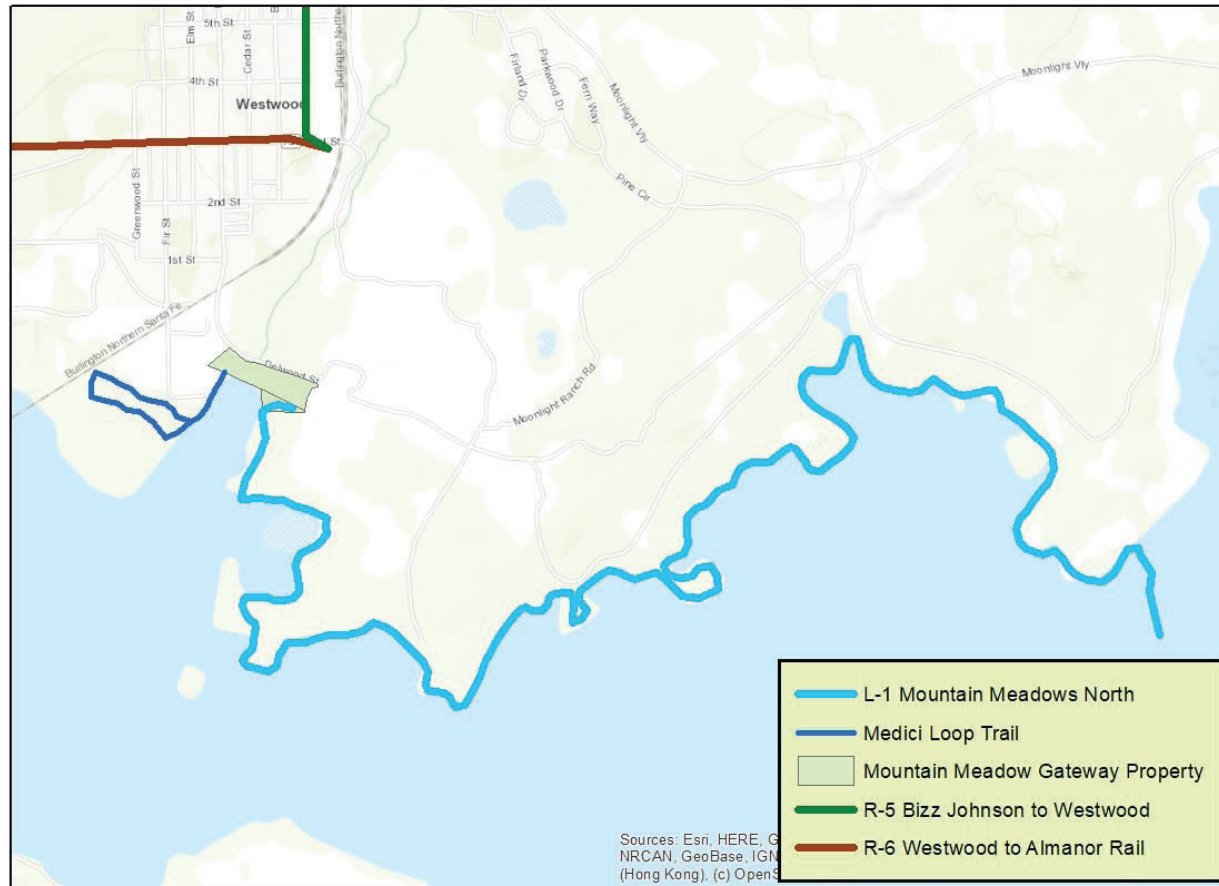 5th St
Elm St
Cedar St
4th St
Westwood
Burlington Northe
2nd St
Greenwood St
Fir St
1st St
Burlington Northern Santa Fe
Delwood St
Firland Dr
Parkwood Dr
Fern Way
Moonlight Vly
Moonlight Vly
Pine Cir
Moonlight Ranch Rd
L-1 Mountain Meadows North
Medici Loop Trail
Mountain Meadow Gateway Property
R-5 Bizz Johnson to Westwood
R-6 Westwood to Almanor Rail
Sources: Esri, HERE, G
NRCAN, GeoBase, IGN
(Hong Kong), (c) OpenS